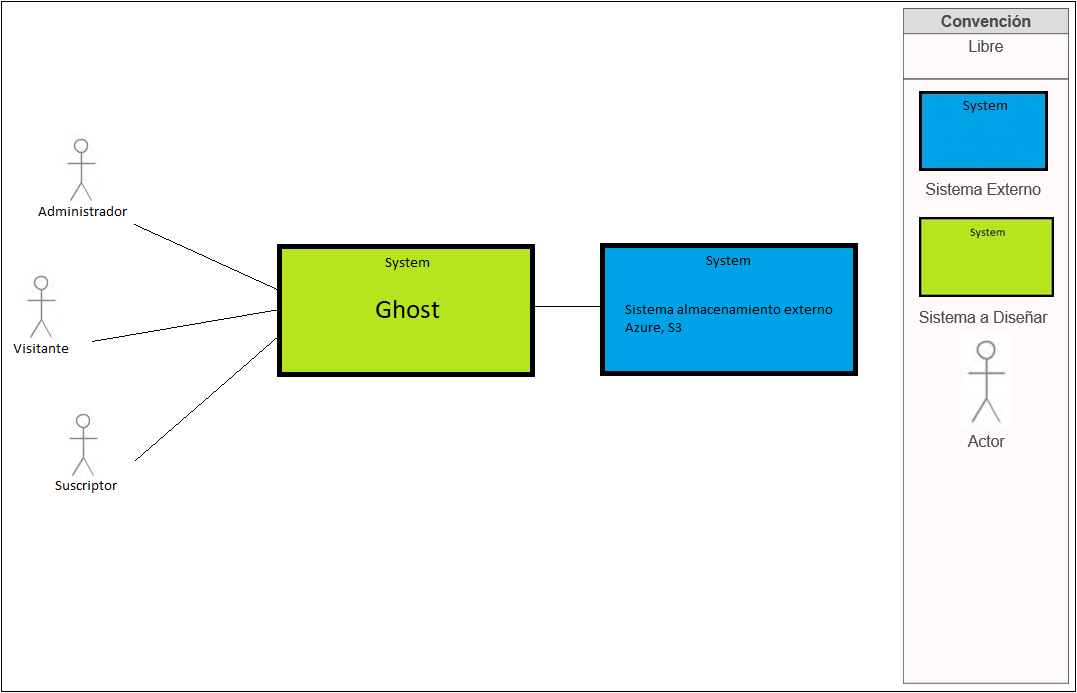 Administrador
Visitante
Suscriptor
System
Ghost
System
Sistema almacenamiento externo
Azure, S3
Convención
Libre
System
Sistema Externo
System
Sistema a Diseñar
Actor